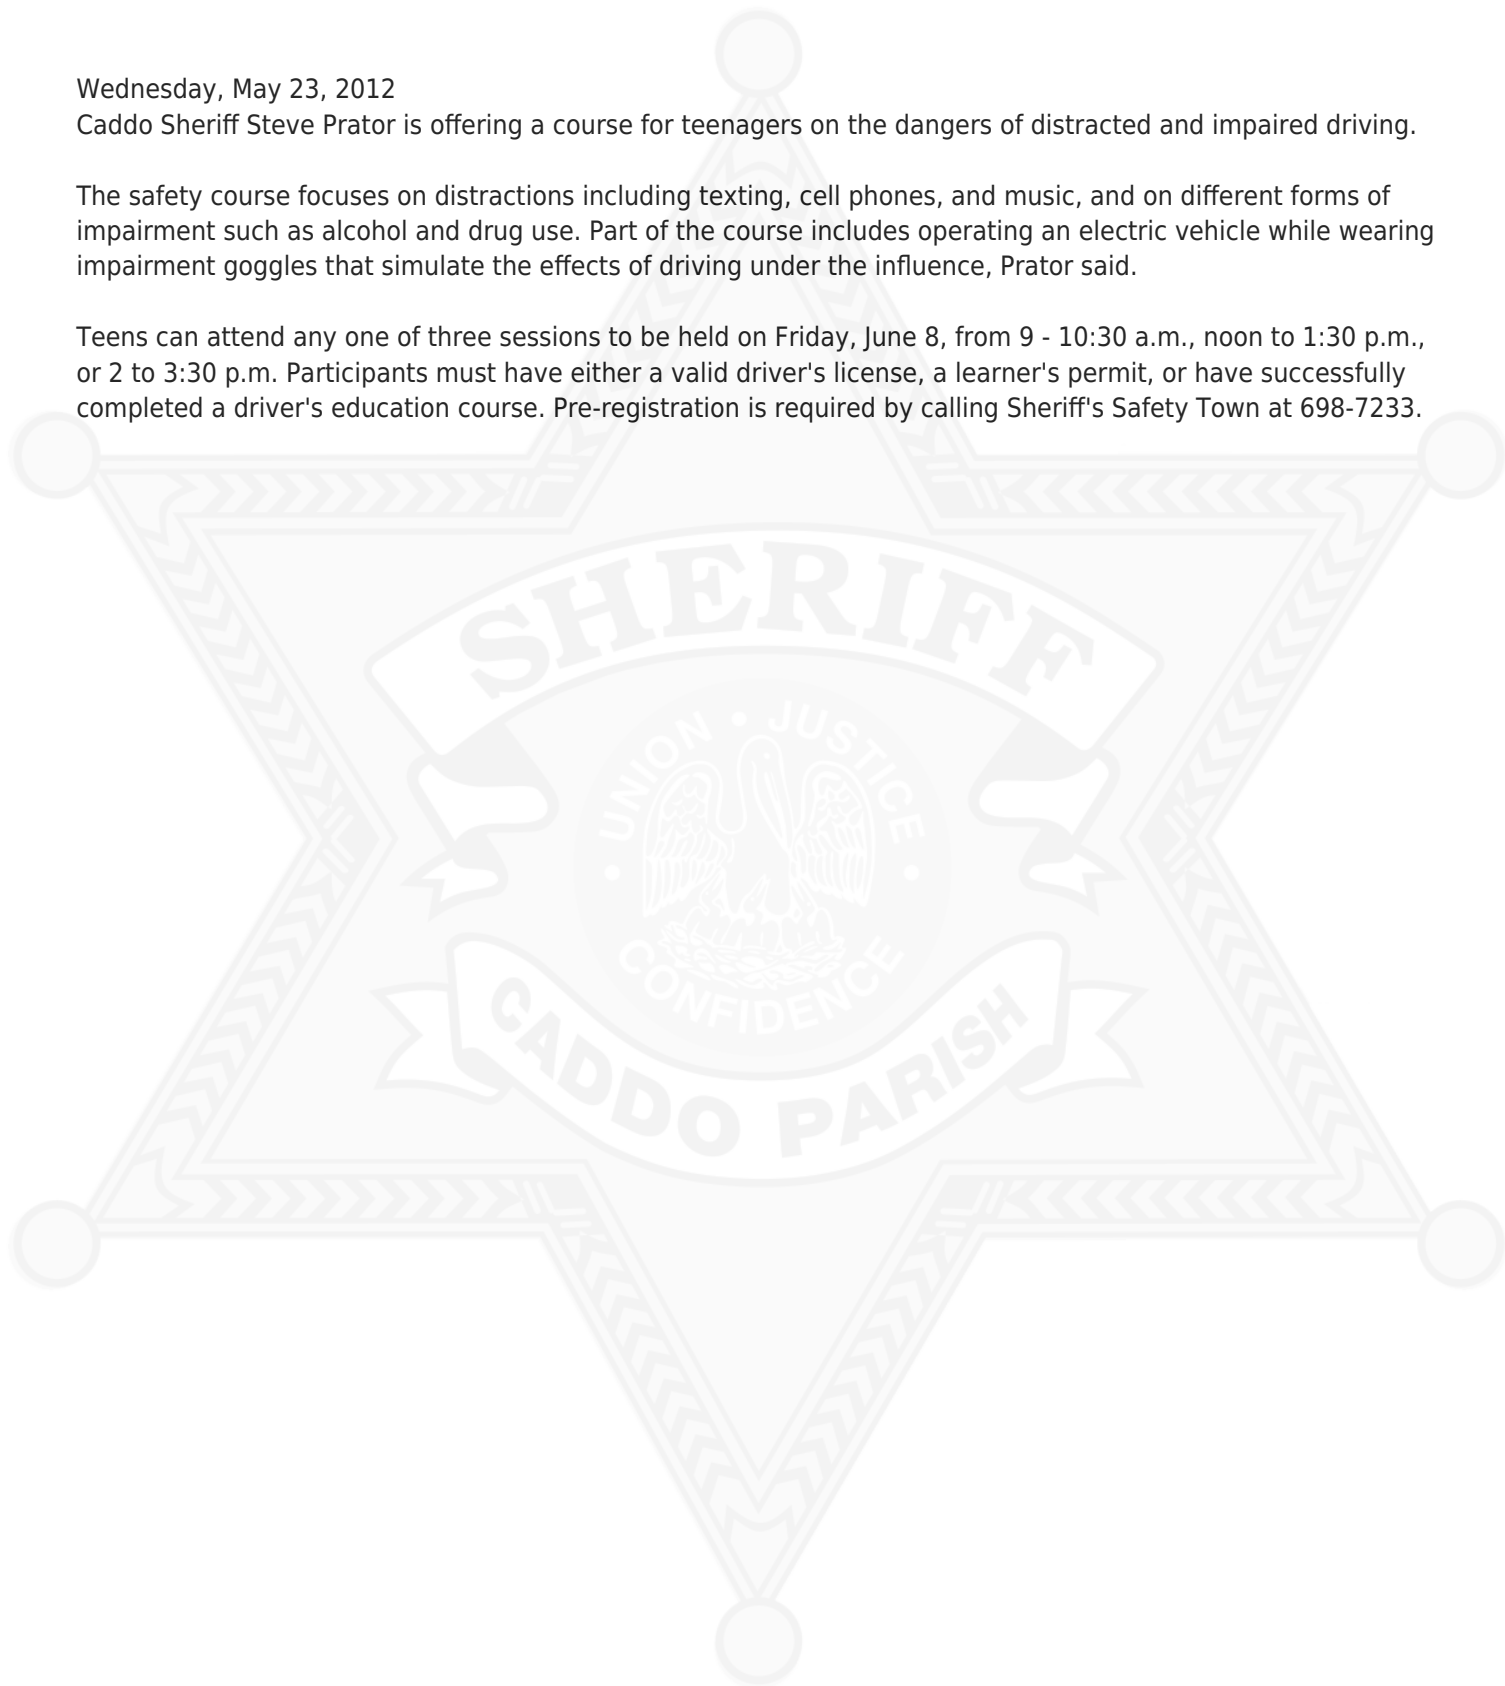 Wednesday, May 23, 2012
Caddo Sheriff Steve Prator is offering a course for teenagers on the dangers of distracted and impaired driving.
The safety course focuses on distractions including texting, cell phones, and music, and on different forms of
impairment such as alcohol and drug use. Part of the course includes operating an electric vehicle while wearing
impairment goggles that simulate the effects of driving under the influence, Prator said.
Teens can attend any one of three sessions to be held on Friday, June 8, from 9 - 10:30 a.m., noon to 1:30 p.m.,
or 2 to 3:30 p.m. Participants must have either a valid driver's license, a learner's permit, or have successfully
completed a driver's education course. Pre-registration is required by calling Sheriff's Safety Town at 698-7233.
SHERIFF
UNION • JUSTICE
• CONFIDENCE •
CADDO PARISH